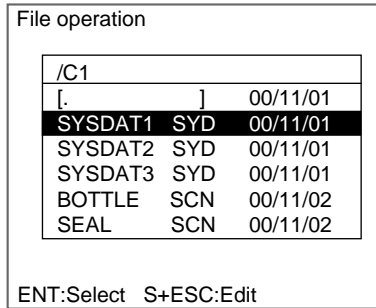 File operation
/C1
[. ] 00/11/01
SYSDAT1 SYD 00/11/01
SYSDAT2 SYD 00/11/01
SYSDAT3 SYD 00/11/01
BOTTLE SCN 00/11/02
SEAL SCN 00/11/02
ENT:Select S+ESC:Edit